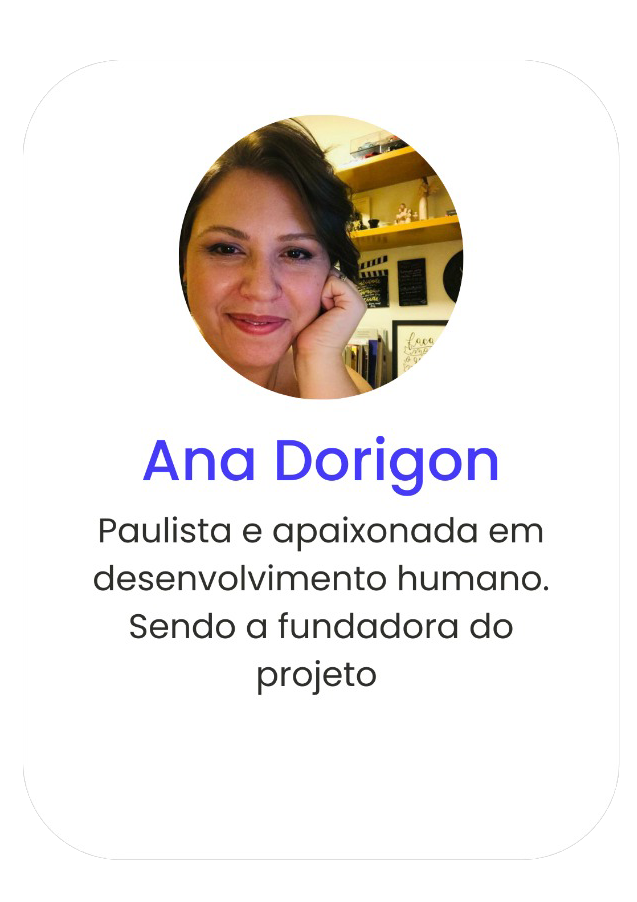 Ana Dorigon
Paulista e apaixonada em
desenvolvimento humano.
Sendo a fundadora do
projeto